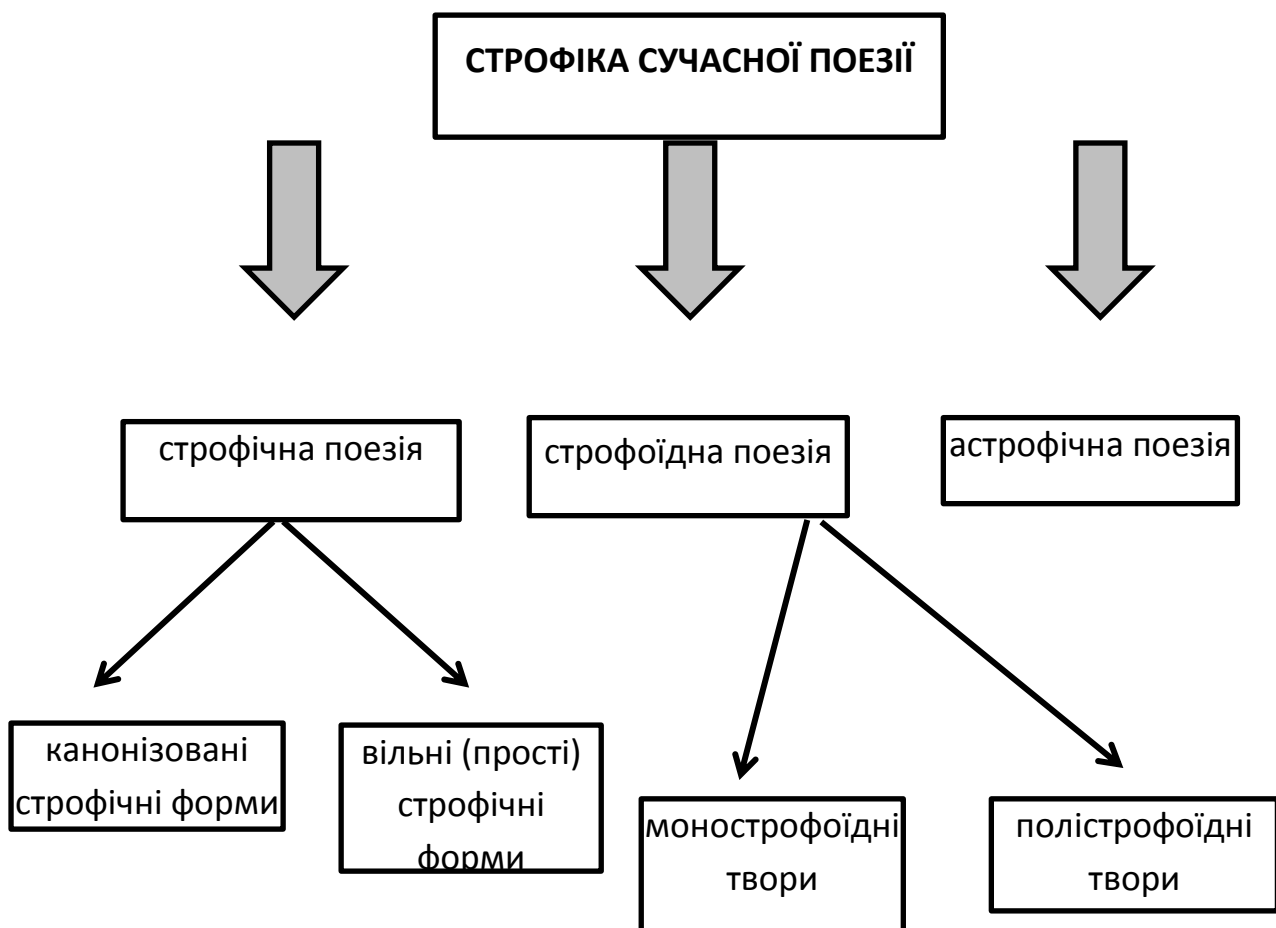 СТРОФІКА СУЧАСНОЇ ПОЕЗІЇ
строфічна поезія
строфоїдна поезія
астрофічна поезія
канонізовані
строфічні форми
вільні (прості)
строфічні
форми
монострофоїдні
твори
полістрофоїдні
твори